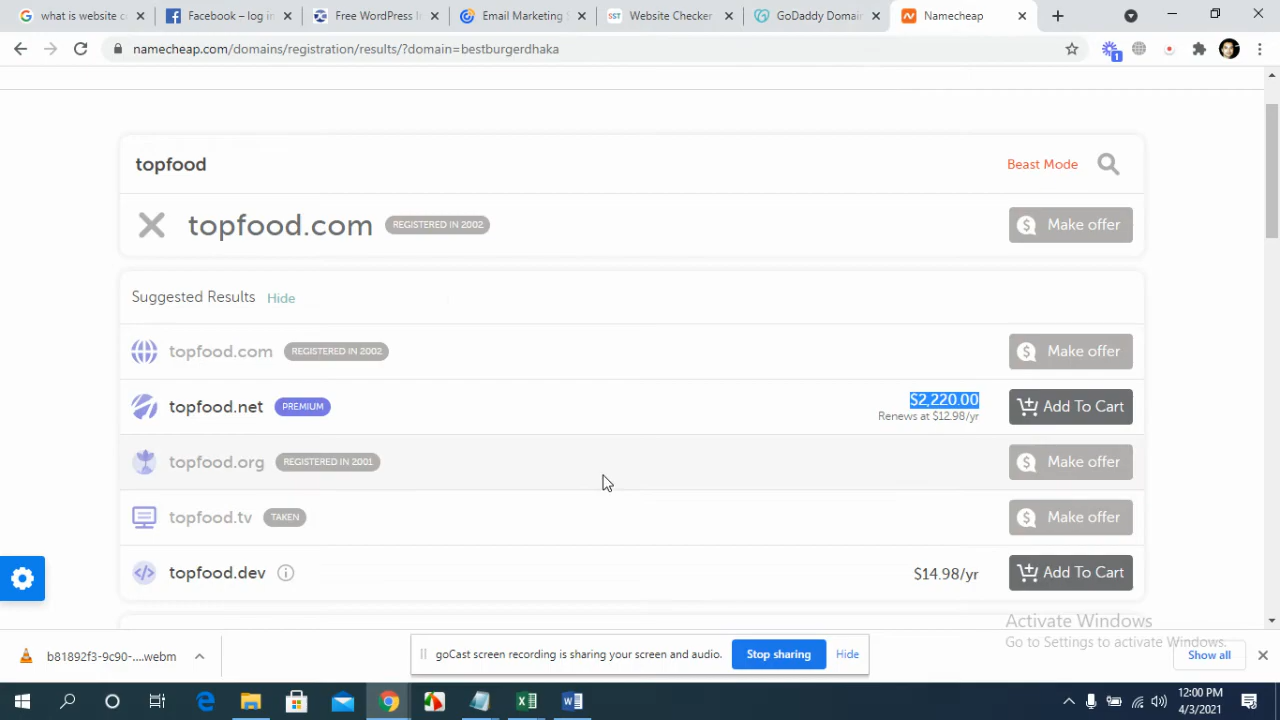 what is website c
Facebook – log in
Free WordPress I
Email Marketing S
SST
Website Checker
GoDaddy Domain
Namecheap
namecheap.com/domains/registration/results/?domain=bestburgerdhaka
1
topfood
Beast Mode
topfood.com REGISTERED IN 2002
Make offer
Suggested Results Hide
topfood.com REGISTERED IN 2002
Make offer
topfood.net PREMIUM
$2,220.00
Renews at $12.98/yr
Add To Cart
topfood.org REGISTERED IN 2001
Make offer
topfood.tv TAKEN
Make offer
topfood.dev
$14.98/yr
Add To Cart
Activate Windows
Go to Settings to activate Windows.
b81892f3-9c90-....webm
goCast screen recording is sharing your screen and audio.
Stop sharing
Hide
Show all
12:00 PM
4/3/2021